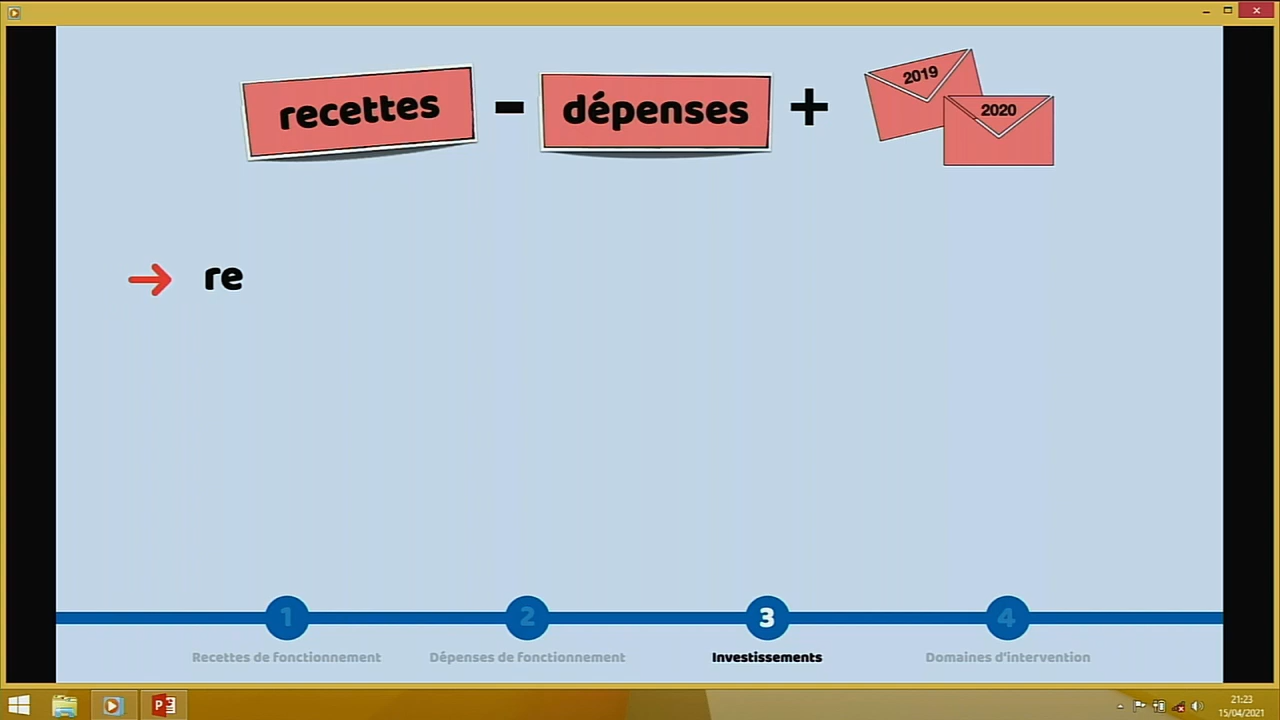 recettes - dépenses +
2019
2020
→ re
1 2 3 4
Recettes de fonctionnement Dépenses de fonctionnement Investissements Domaines d'intervention
21:23
15/04/2021